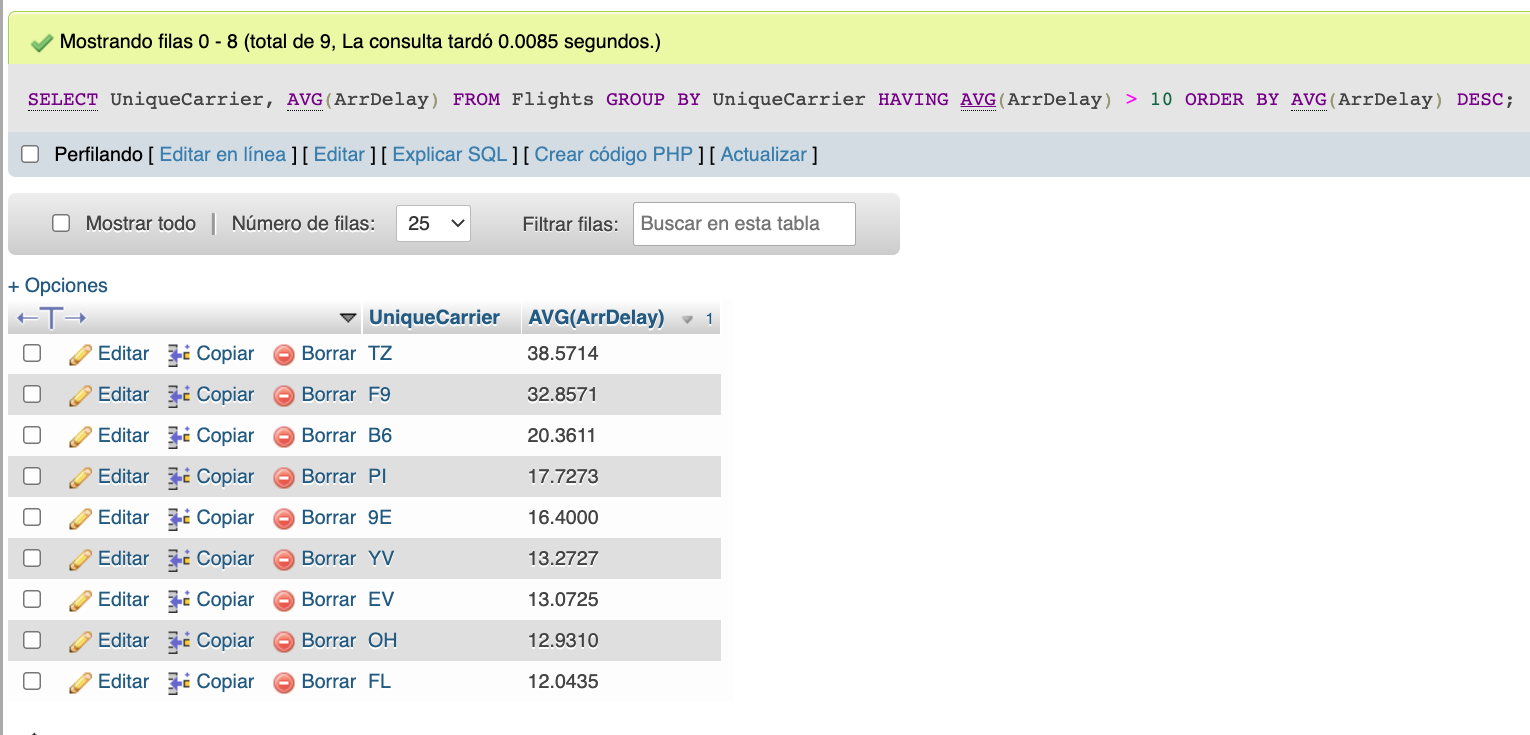 Mostrando filas 0 - 8 (total de 9, La consulta tardó 0.0085 segundos.)
SELECT UniqueCarrier, AVG(ArrDelay) FROM Flights GROUP BY UniqueCarrier HAVING AVG(ArrDelay) > 10 ORDER BY AVG(ArrDelay) DESC;
Perfilando [ Editar en línea ] [ Editar ] [ Explicar SQL ] [ Crear código PHP ] [ Actualizar ]
Mostrar todo | Número de filas: 25 Filtrar filas: Buscar en esta tabla
+ Opciones
←T→ UniqueCarrier AVG(ArrDelay) 1
Editar Copiar Borrar TZ 38.5714
Editar Copiar Borrar F9 32.8571
Editar Copiar Borrar B6 20.3611
Editar Copiar Borrar PI 17.7273
Editar Copiar Borrar 9E 16.4000
Editar Copiar Borrar YV 13.2727
Editar Copiar Borrar EV 13.0725
Editar Copiar Borrar OH 12.9310
Editar Copiar Borrar FL 12.0435